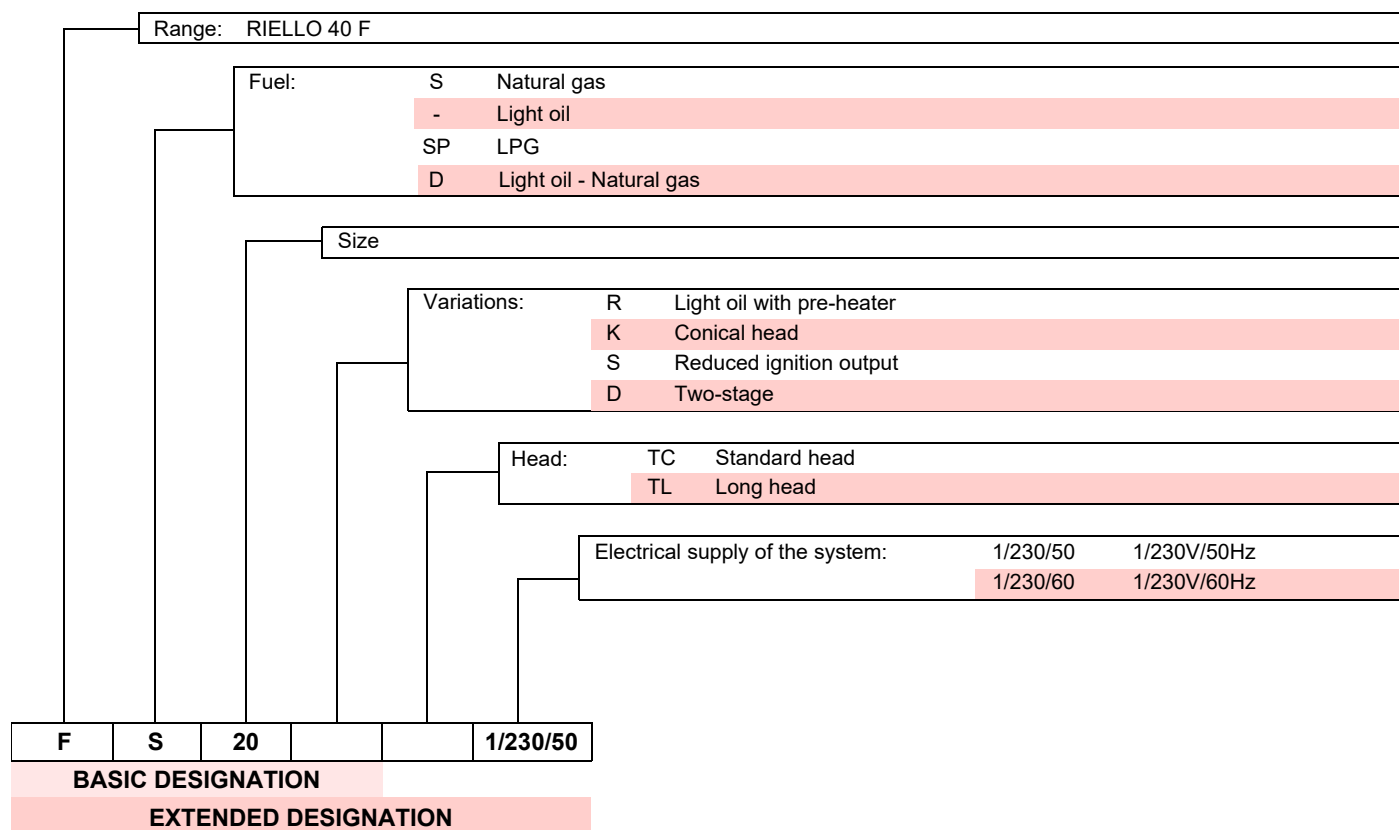 Range: RIELLO 40 F
Fuel: S Natural gas
- Light oil
SP LPG
D Light oil - Natural gas
Size
Variations: R Light oil with pre-heater
K Conical head
S Reduced ignition output
D Two-stage
Head: TC Standard head
TL Long head
Electrical supply of the system: 1/230/50 1/230V/50Hz
1/230/60 1/230V/60Hz
F S 20 1/230/50
BASIC DESIGNATION
EXTENDED DESIGNATION